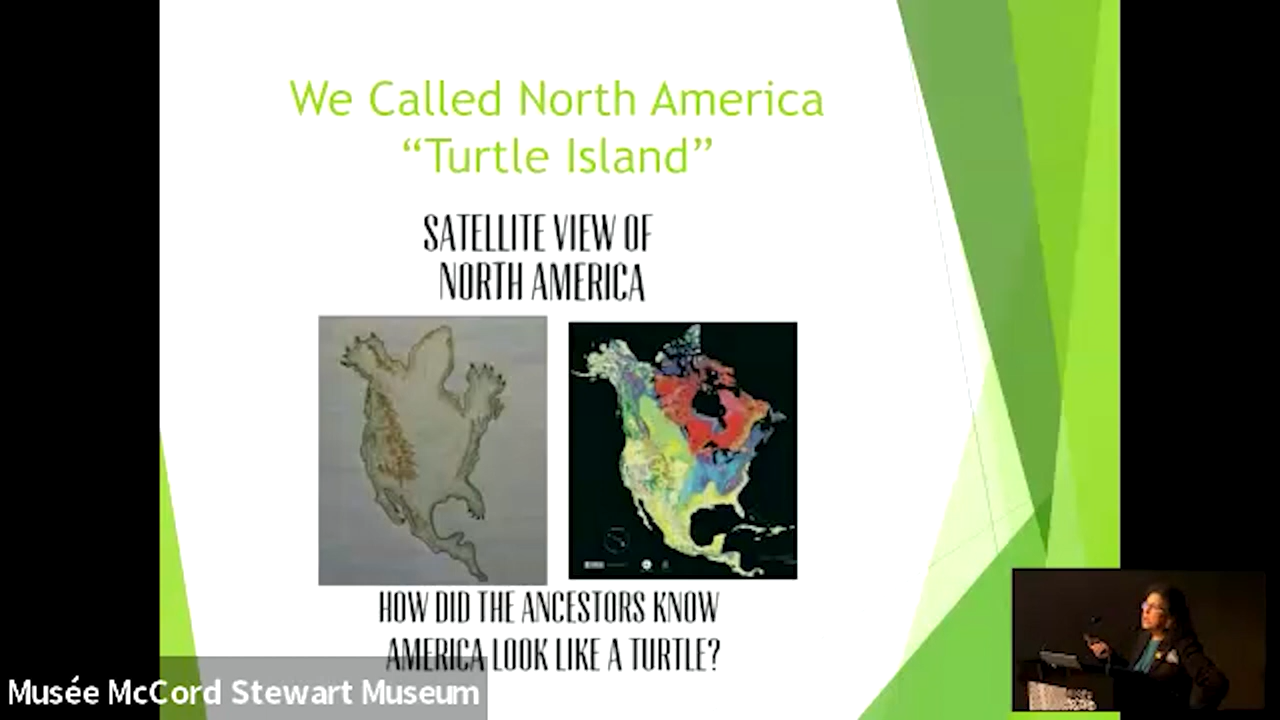 We Called North America
“Turtle Island”
SATELLITE VIEW OF
NORTH AMERICA
HOW DID THE ANCESTORS KNOW
AMERICA LOOK LIKE A TURTLE?
Musée McCord Stewart Museum